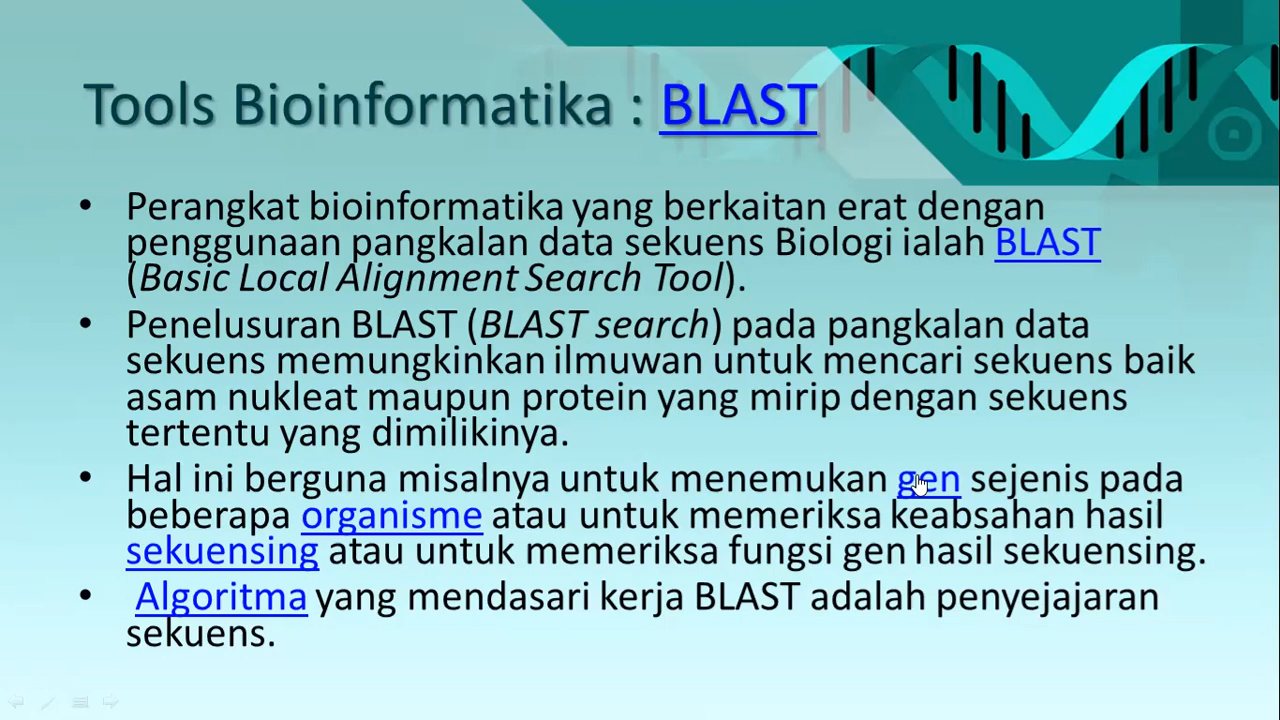 Tools Bioinformatika : BLAST
• Perangkat bioinformatika yang berkaitan erat dengan
penggunaan pangkalan data sekuens Biologi ialah BLAST
(Basic Local Alignment Search Tool).
• Penelusuran BLAST (BLAST search) pada pangkalan data
sekuens memungkinkan ilmuwan untuk mencari sekuens baik
asam nukleat maupun protein yang mirip dengan sekuens
tertentu yang dimilikinya.
• Hal ini berguna misalnya untuk menemukan gen sejenis pada
beberapa organisme atau untuk memeriksa keabsahan hasil
sekuensing atau untuk memeriksa fungsi gen hasil sekuensing.
• Algoritma yang mendasari kerja BLAST adalah penyejajaran
sekuens.